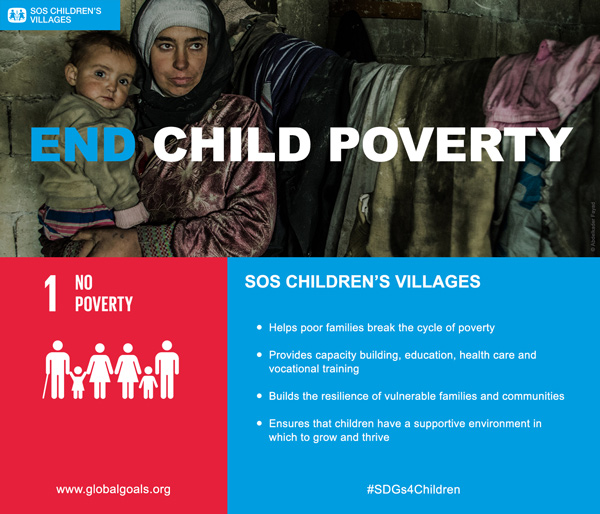 SOS CHILDREN'S
VILLAGES
END CHILD POVERTY
1 NO
POVERTY
www.globalgoals.org
SOS CHILDREN'S VILLAGES
• Helps poor families break the cycle of poverty
• Provides capacity building, education, health care and
vocational training
• Builds the resilience of vulnerable families and communities
• Ensures that children have a supportive environment in
which to grow and thrive
#SDGs4Children